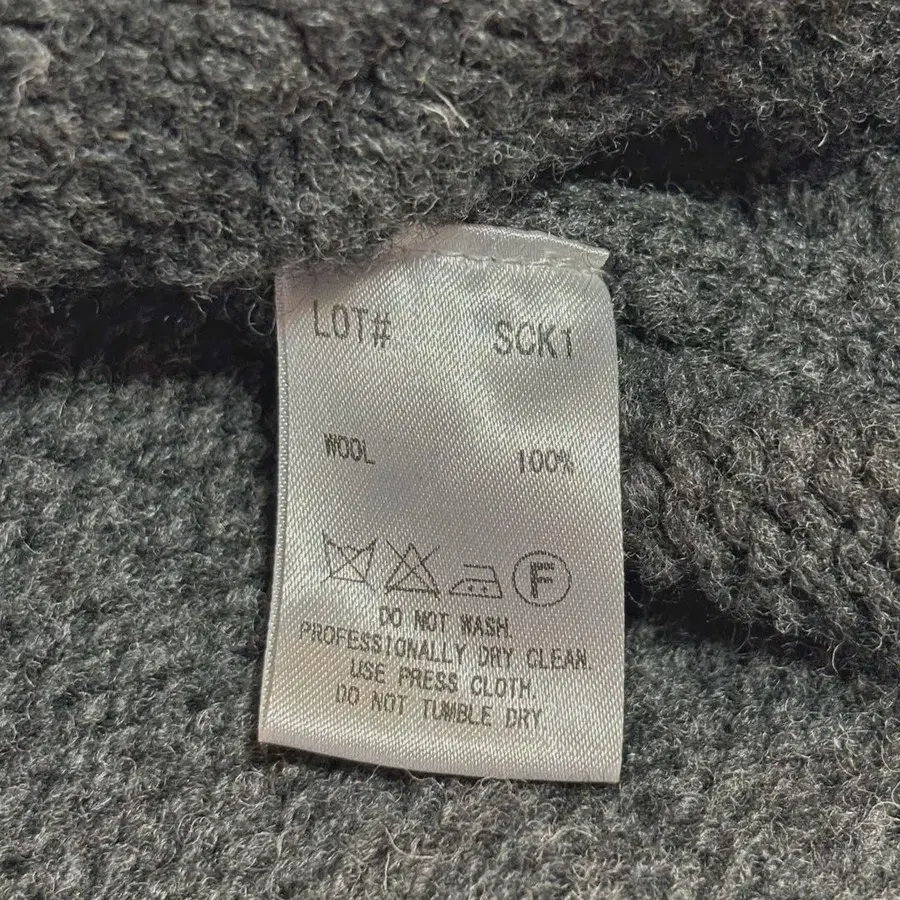 LOT# SCK1
WOOL 100%
F
DO NOT WASH.
PROFESSIONALLY DRY CLEAN.
USE PRESS CLOTH.
DO NOT TUMBLE DRY